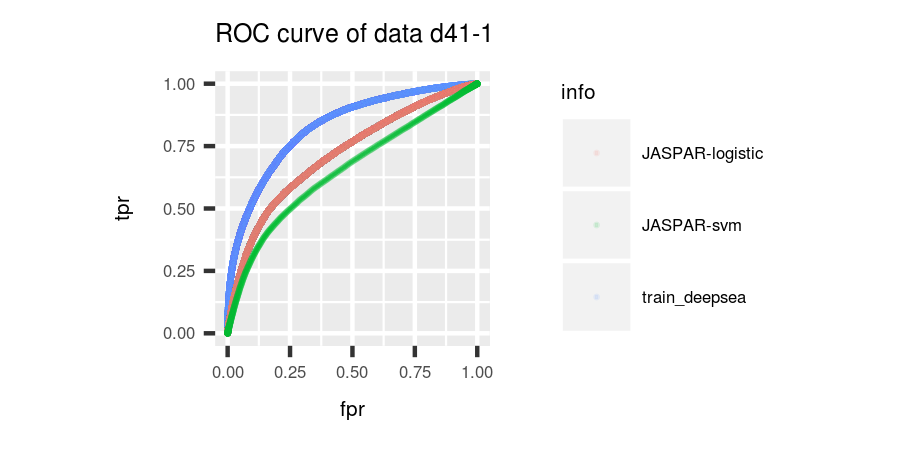 ROC curve of data d41-1
1.00
0.75
0.50
0.25
0.00
tpr
0.00 0.25 0.50 0.75 1.00
fpr
info
JASPAR-logistic
JASPAR-svm
train_deepsea